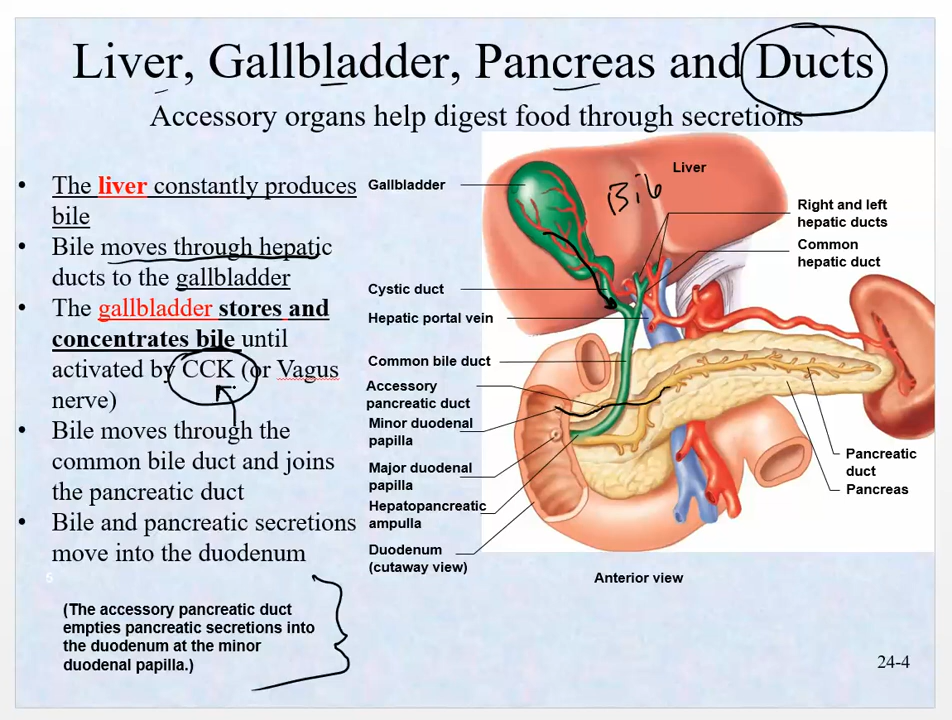 Liver, Gallbladder, Pancreas and Ducts
Accessory organs help digest food through secretions
• The liver constantly produces
bile
• Bile moves through hepatic
ducts to the gallbladder
• The gallbladder stores and
concentrates bile until
activated by CCK (or Vagus
nerve)
• Bile moves through the
common bile duct and joins
the pancreatic duct
• Bile and pancreatic secretions
move into the duodenum
5
(The accessory pancreatic duct
empties pancreatic secretions into
the duodenum at the minor
duodenal papilla.)
Gallbladder
Cystic duct
Hepatic portal vein
Common bile duct
Accessory
pancreatic duct
Minor duodenal
papilla
Major duodenal
papilla
Hepatopancreatic
ampulla
Duodenum
(cutaway view)
Liver
Right and left
hepatic ducts
Common
hepatic duct
Pancreatic
duct
Pancreas
Anterior view
24-4